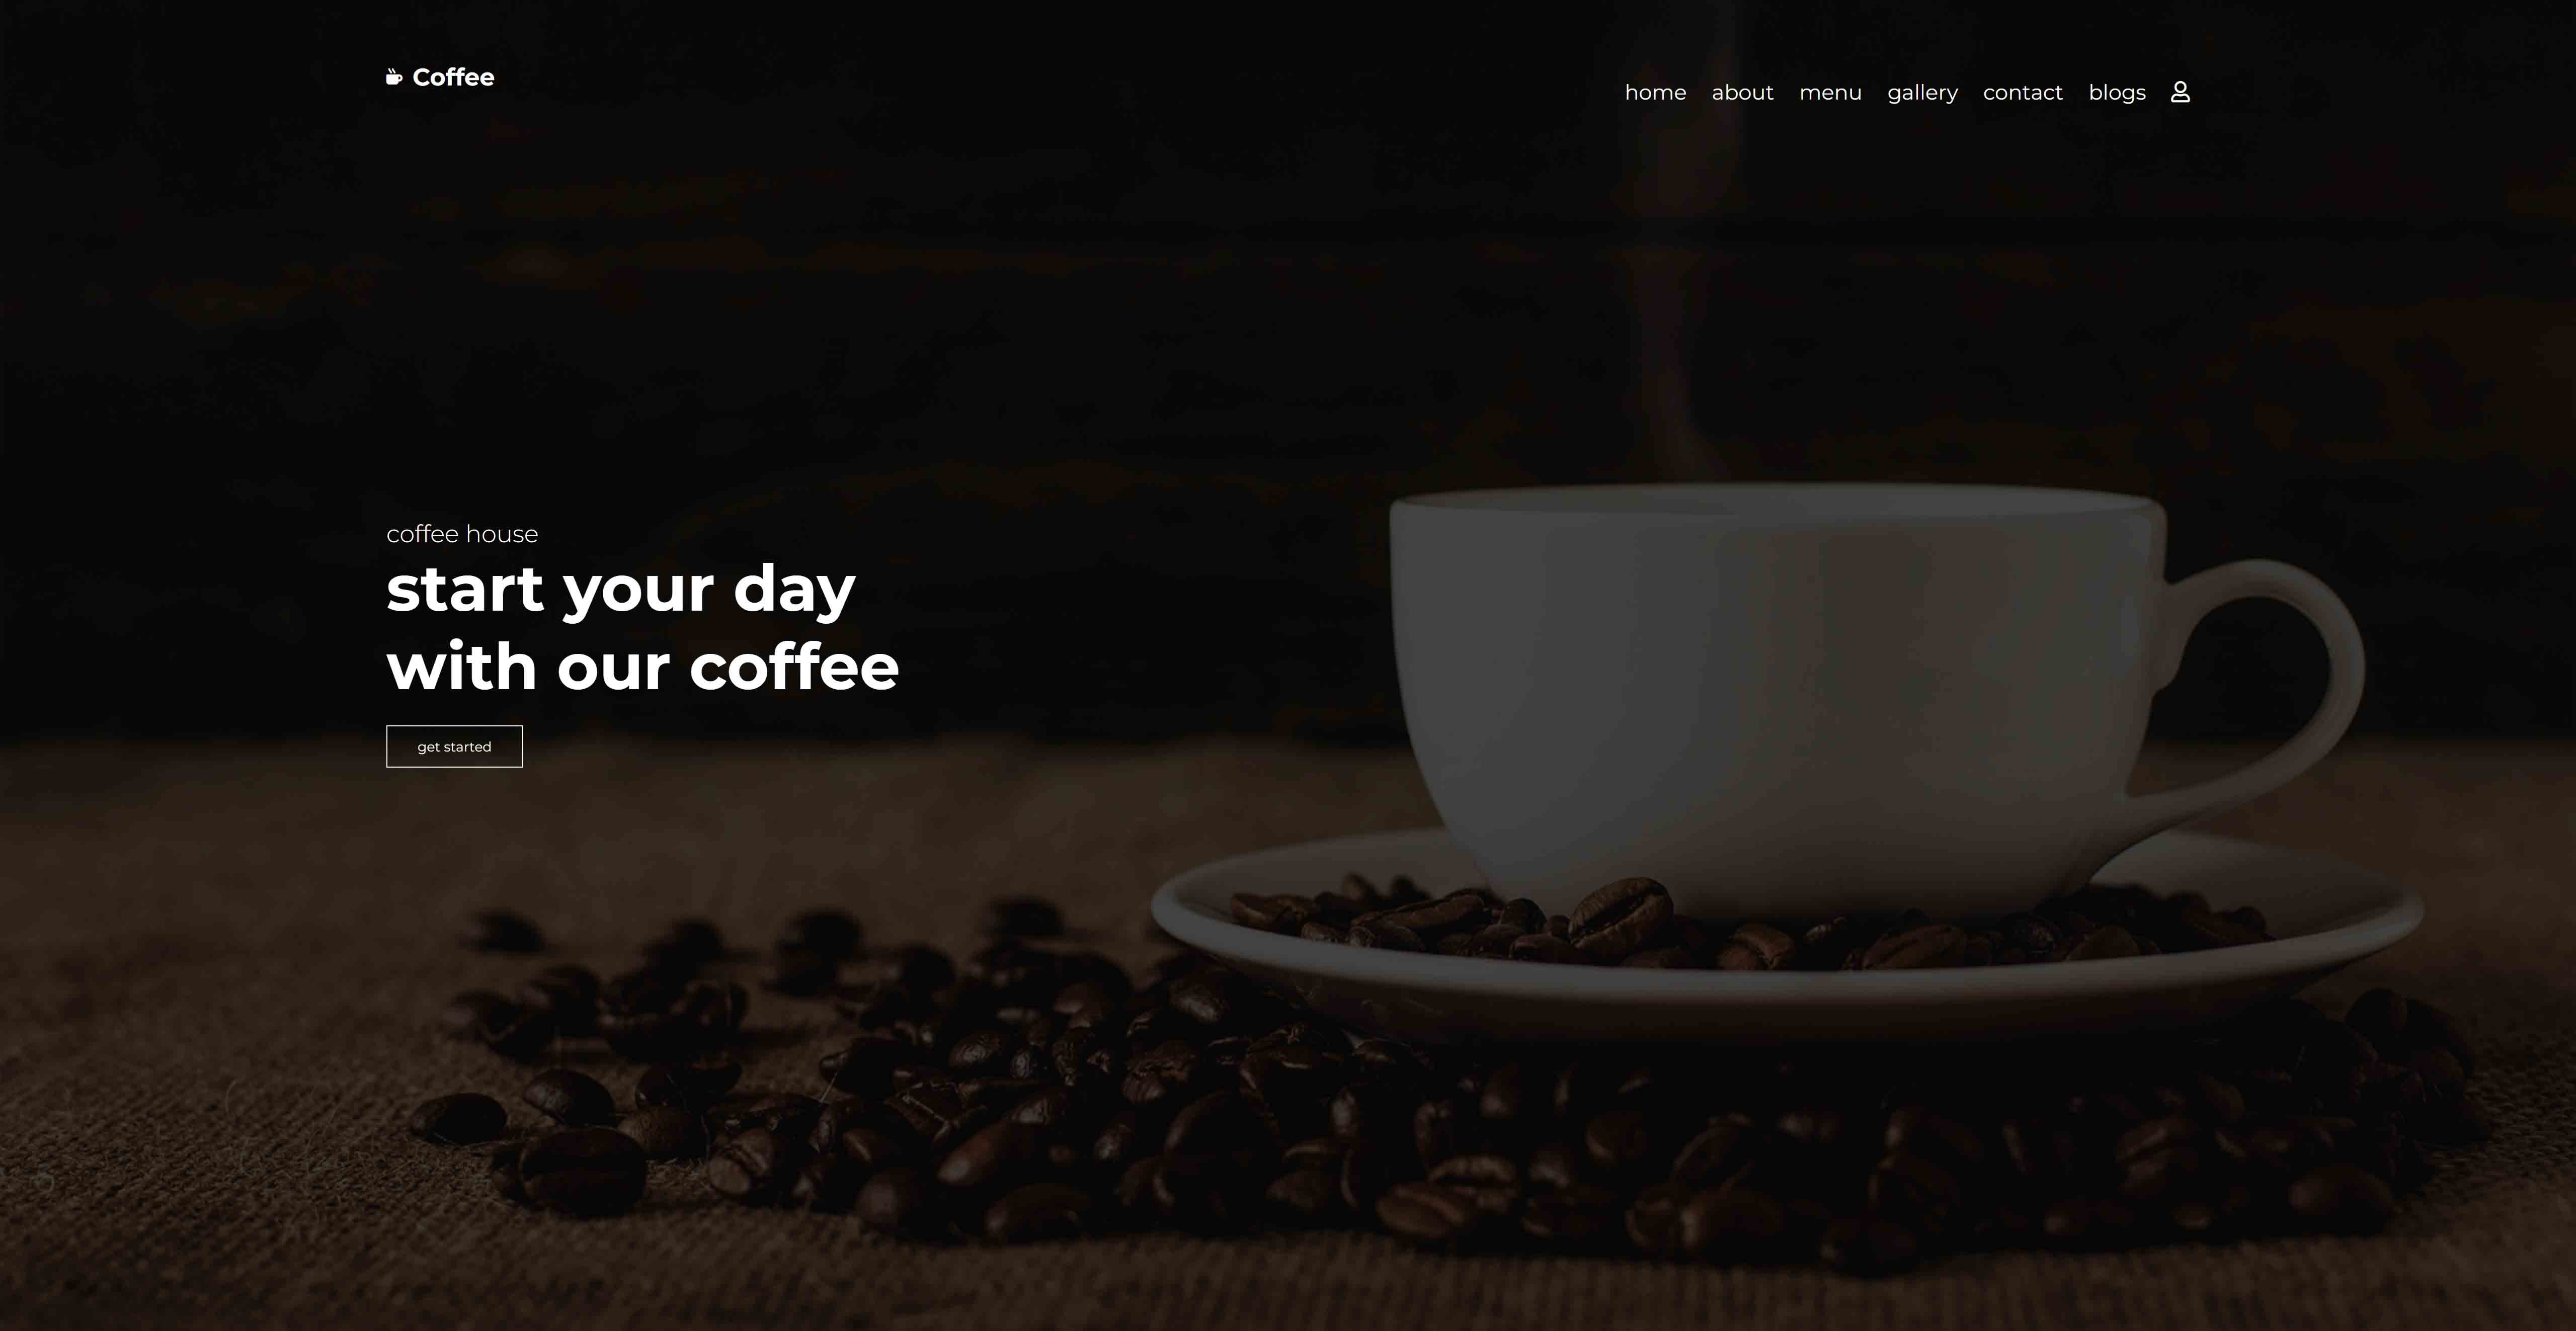 Coffee
home about menu gallery contact blogs
coffee house
start your day
with our coffee
get started